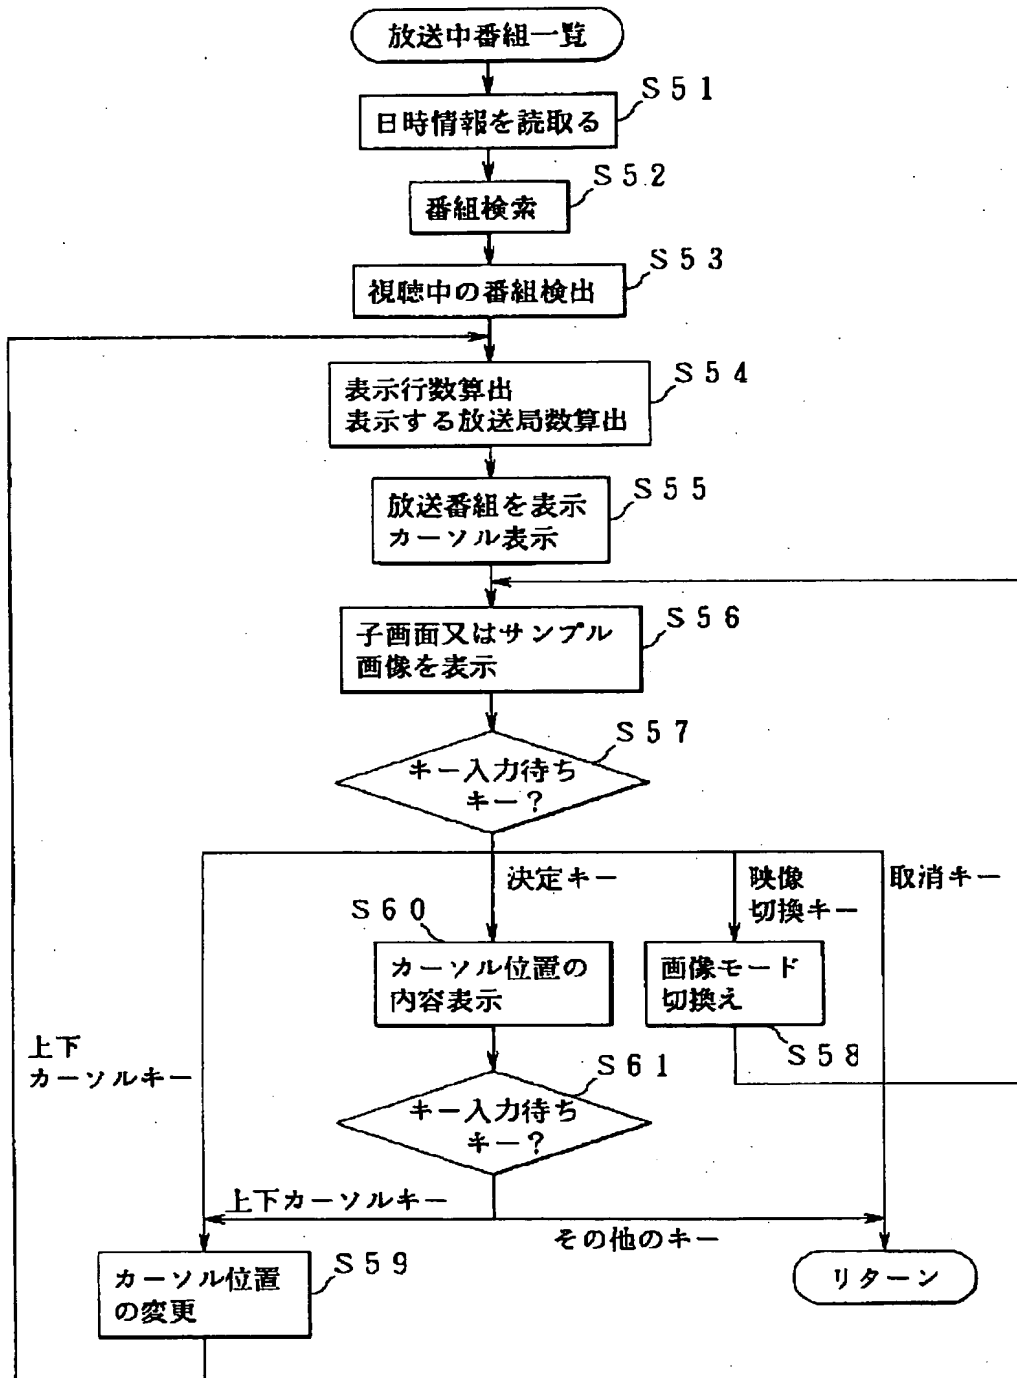 放送中番組一覧
S51
日時情報を読取る
S52
番組検索
S53
視聴中の番組検出
S54
表示行数算出
表示する放送局数算出
S55
放送番組を表示
カーソル表示
S56
子画面又はサンプル
画像を表示
S57
キー入力待ち
キー?
決定キー
映像
切換キー
取消キー
S60
カーソル位置の
内容表示
画像モード
切換え
S58
上下
カーソルキー
S61
キー入力待ち
キー?
上下カーソルキー
その他のキー
S59
カーソル位置
の変更
リターン